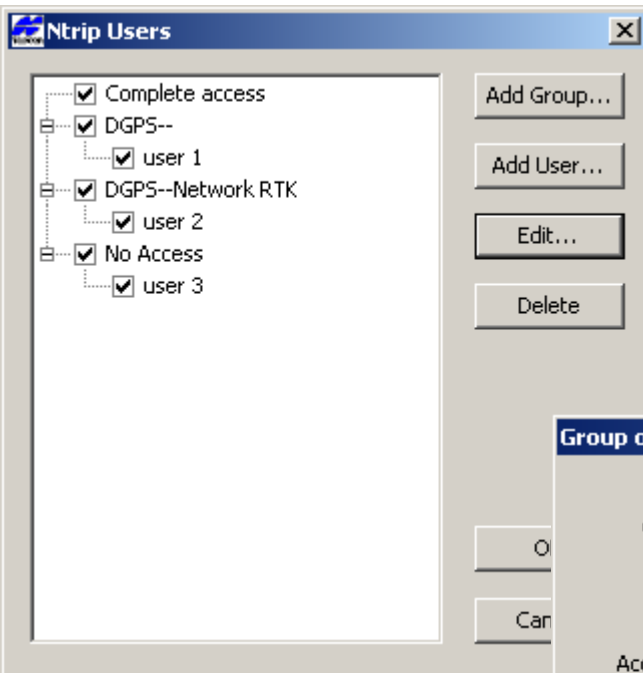 Ntrip Users
Complete access
DGPS--
user 1
DGPS--Network RTK
user 2
No Access
user 3
Add Group...
Add User...
Edit...
Delete
Group